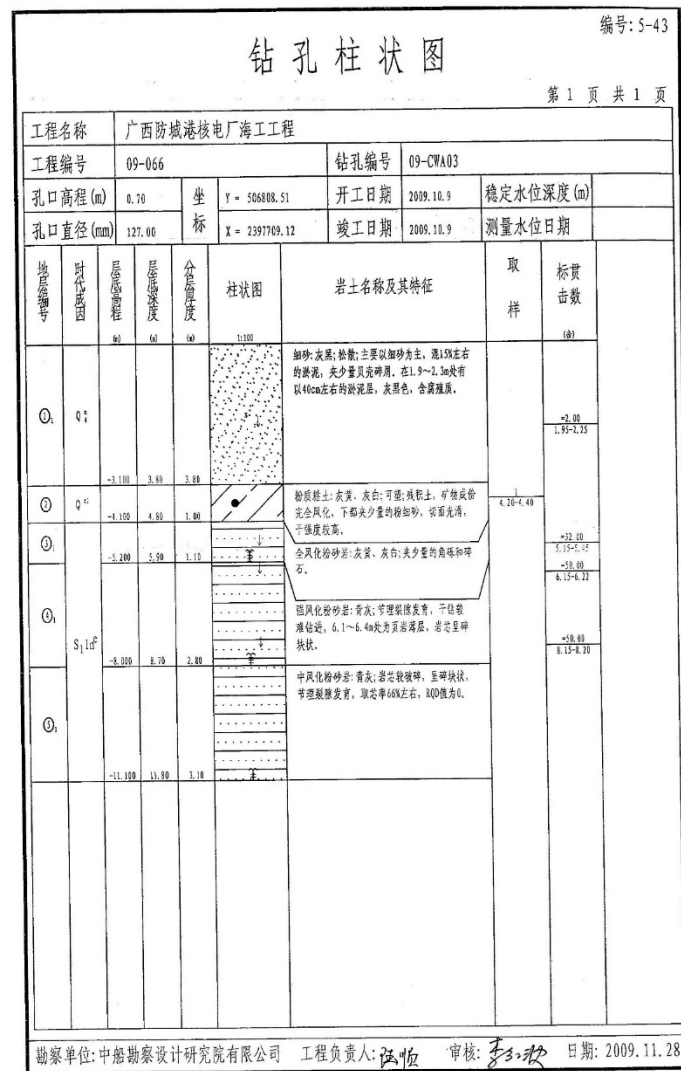 编号: 5-43
钻孔柱状图
第 1 页 共 1 页
工程名称 广西防城港核电厂海工工程
工程编号 09-066 钻孔编号 09-CWA03
孔口高程(m) 0.70 坐标 Y = 506808.51 开工日期 2009.10.9 稳定水位深度(m)
孔口直径(mm) 127.00 X = 2397709.12 竣工日期 2009.10.9 测量水位日期
地层编号 时代成因 层底高程(m) 层底深度(m) 分层厚度(m) 柱状图 1:100 岩土名称及其特征 取样 标贯击数(击)
细砂:灰黑;松散;主要以细砂为主,混15%左右
的淤泥,夹少量贝壳碎屑。在1.9~2.3m处有
以40cm左右的淤泥层,灰黑色,含腐殖质。
①₁ Q
=2.00
1.95-2.25
-3.100 3.80 3.80
粉质粘土:灰黄、灰白;可塑;残积土,矿物成份
完全风化,下部夹少量的粉细砂,切面光滑,
干强度较高。
② Q
1
4.20-4.40
-4.100 4.80 1.00
全风化粉砂岩:灰黄、灰白;夹少量的角砾和碎
石。
③₁
=32.00
5.15-5.45
-5.200 5.90 1.10
=50.00
6.15-6.22
强风化粉砂岩:青灰;节理裂隙发育,干钻较
难钻进,6.1~6.4m处为页岩薄层,岩芯呈碎
块状。
④₁
S₁ld
=50.00
8.15-8.20
-8.000 8.70 2.80
中风化粉砂岩:青灰;岩芯较破碎,呈碎块状,
节理裂隙发育,取芯率66%左右,RQD值为0。
⑤₁
-11.100 11.80 3.10
勘察单位:中船勘察设计研究院有限公司 工程负责人: 审核: 日期: 2009.11.28